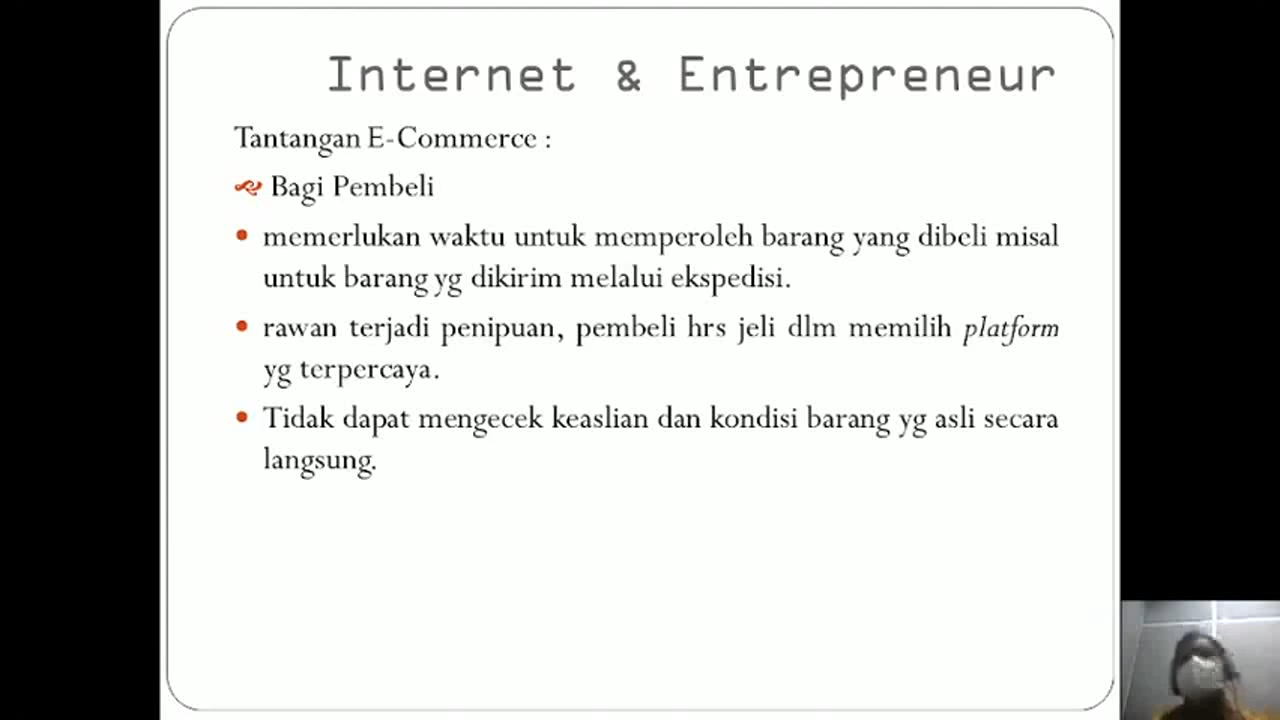 Internet & Entrepreneur
Tantangan E-Commerce :
Bagi Pembeli
memerlukan waktu untuk memperoleh barang yang dibeli misal
untuk barang yg dikirim melalui ekspedisi.
rawan terjadi penipuan, pembeli hrs jeli dlm memilih platform
yg terpercaya.
Tidak dapat mengecek keaslian dan kondisi barang yg asli secara
langsung.